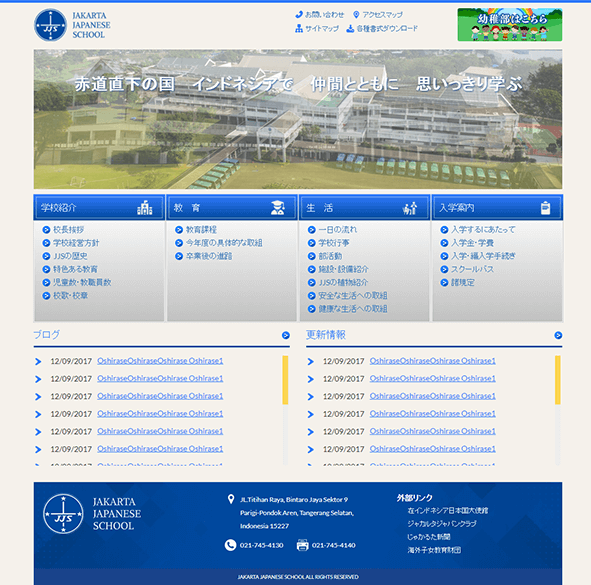 JAKARTA
JAPANESE
SCHOOL
お問い合わせ
アクセスマップ
サイトマップ
各種書式ダウンロード
幼稚部はこちら
赤道直下の国 インドネシアで 仲間とともに 思いっきり学ぶ
学校紹介
校長挨拶
学校経営方針
JJSの歴史
特色ある教育
児童数・教職員数
校歌・校章
教 育
教育課程
今年度の具体的な取組
卒業後の進路
生 活
一日の流れ
学校行事
部活動
施設・設備紹介
JJSの植物紹介
安全な生活への取組
健康な生活への取組
入学案内
入学するにあたって
入学金・学費
入学・編入学手続き
スクールバス
諸規定
ブログ
12/09/2017 OshiraseOshiraseOshirase Oshirase1
12/09/2017 OshiraseOshiraseOshirase Oshirase1
12/09/2017 OshiraseOshiraseOshirase Oshirase1
12/09/2017 OshiraseOshiraseOshirase Oshirase1
12/09/2017 OshiraseOshiraseOshirase Oshirase1
12/09/2017 OshiraseOshiraseOshirase Oshirase1
12/09/2017 OshiraseOshiraseOshirase Oshirase1
更新情報
12/09/2017 OshiraseOshiraseOshirase Oshirase1
12/09/2017 OshiraseOshiraseOshirase Oshirase1
12/09/2017 OshiraseOshiraseOshirase Oshirase1
12/09/2017 OshiraseOshiraseOshirase Oshirase1
12/09/2017 OshiraseOshiraseOshirase Oshirase1
12/09/2017 OshiraseOshiraseOshirase Oshirase1
12/09/2017 OshiraseOshiraseOshirase Oshirase1
JJS
JAKARTA
JAPANESE
SCHOOL
JL.Titihan Raya, Bintaro Jaya Sektor 9
Parigi-Pondok Aren, Tangerang Selatan,
Indonesia 15227
021-745-4130
021-745-4140
外部リンク
在インドネシア日本国大使館
ジャカルタジャパンクラブ
じゃかるた新聞
海外子女教育財団
JAKARTA JAPANESE SCHOOL ALL RIGHTS RESERVED